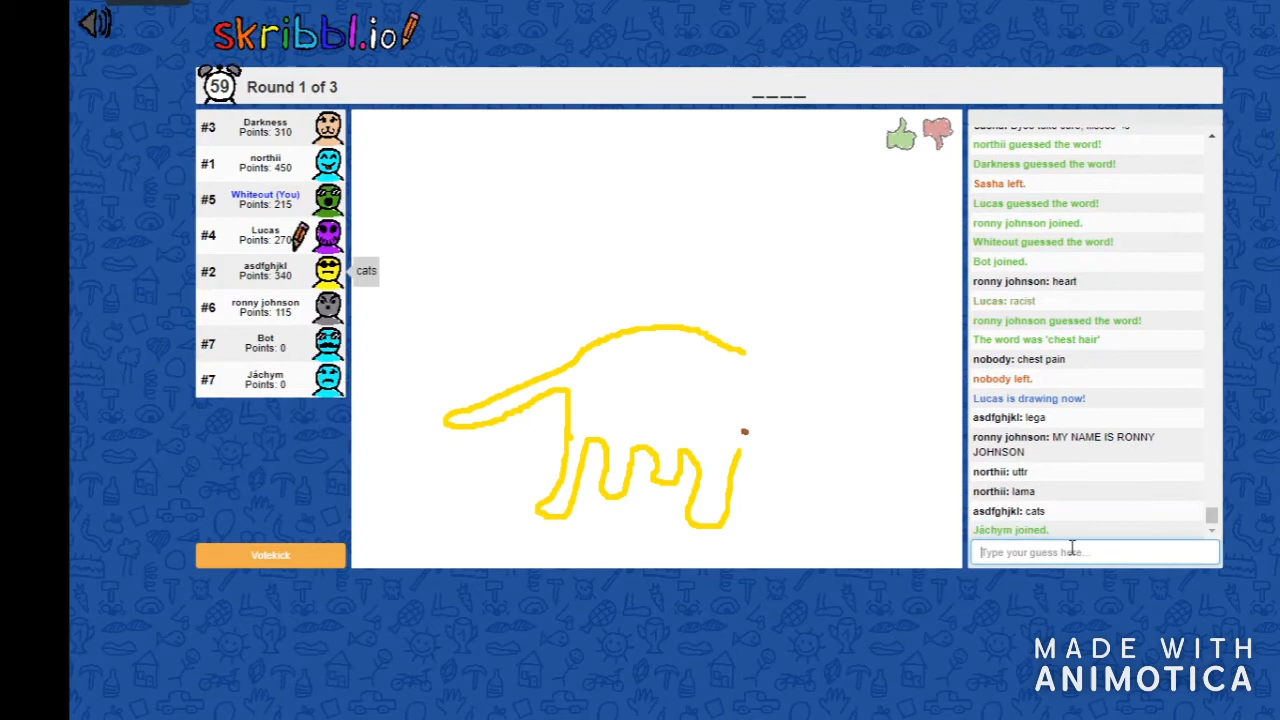 skribbl.io
59
Round 1 of 3
____
#3
Darkness
Points: 310
#1
northii
Points: 450
#5
Whiteout (You)
Points: 215
#4
Lucas
Points: 270
#2
asdfghjkl
Points: 340
cats
#6
ronny johnson
Points: 115
#7
Bot
Points: 0
#7
Jáchym
Points: 0
Votekick
northii guessed the word!
Darkness guessed the word!
Sasha left.
Lucas guessed the word!
ronny johnson joined.
Whiteout guessed the word!
Bot joined.
ronny johnson: heart
Lucas: racist
ronny johnson guessed the word!
The word was 'chest hair'
nobody: chest pain
nobody left.
Lucas is drawing now!
asdfghjkl: lega
ronny johnson: MY NAME IS RONNY
JOHNSON
northii: uttr
northii: lama
asdfghjkl: cats
Jáchym joined.
Type your guess here...
MADE WITH
ANIMOTICA